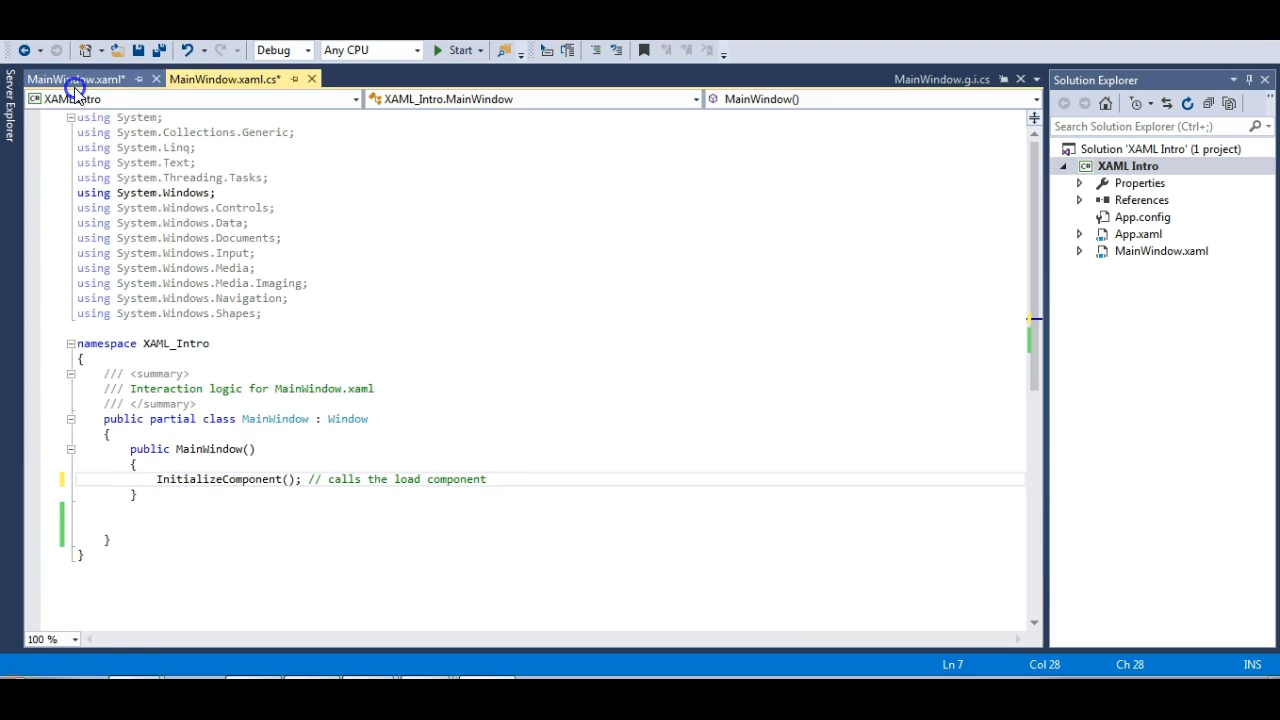 Debug Any CPU Start
Server Explorer
MainWindow.xaml* MainWindow.xaml.cs* MainWindow.g.i.cs
XAML_Intro XAML_Intro.MainWindow MainWindow()
using System;
using System.Collections.Generic;
using System.Linq;
using System.Text;
using System.Threading.Tasks;
using System.Windows;
using System.Windows.Controls;
using System.Windows.Data;
using System.Windows.Documents;
using System.Windows.Input;
using System.Windows.Media;
using System.Windows.Media.Imaging;
using System.Windows.Navigation;
using System.Windows.Shapes;
namespace XAML_Intro
{
/// <summary>
/// Interaction logic for MainWindow.xaml
/// </summary>
public partial class MainWindow : Window
{
public MainWindow()
{
InitializeComponent(); // calls the load component
}
}
}
100 %
Solution Explorer
Search Solution Explorer (Ctrl+;)
Solution 'XAML Intro' (1 project)
C# XAML Intro
Properties
References
App.config
App.xaml
MainWindow.xaml
Ln 7 Col 28 Ch 28 INS